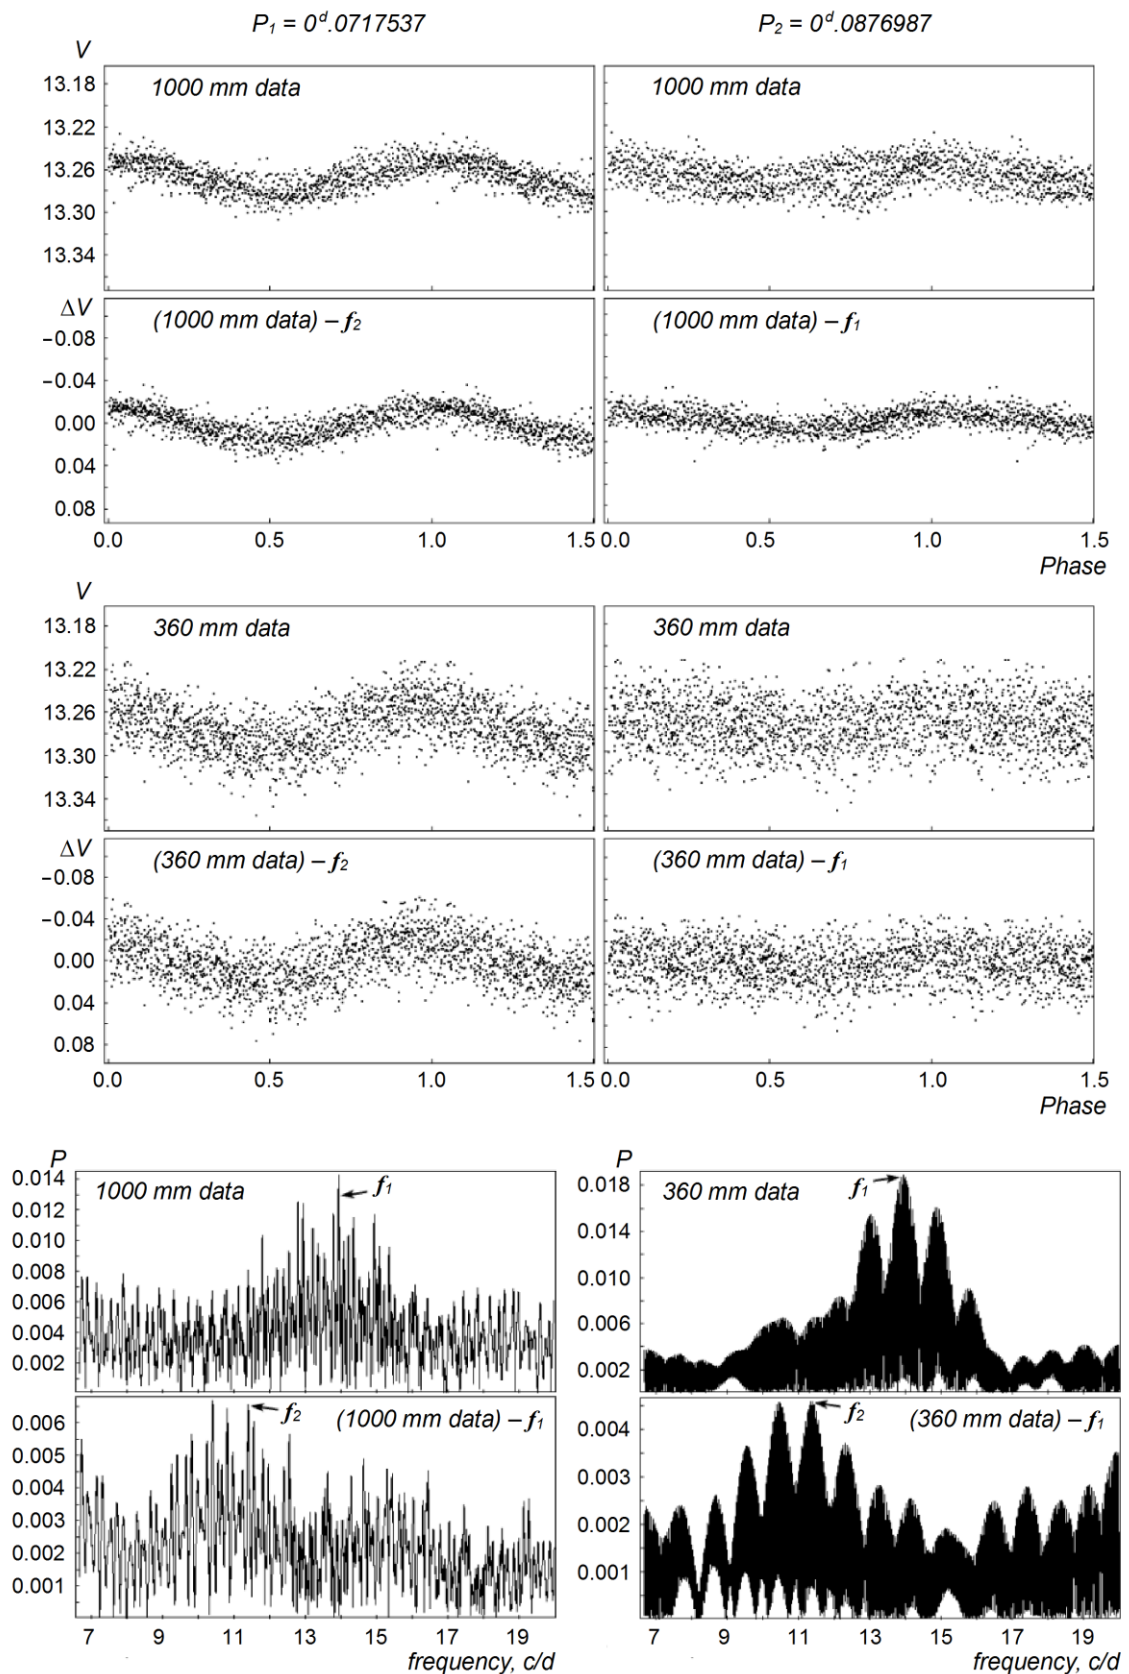 P1 = 0d.0717537 P2 = 0d.0876987
V
1000 mm data 1000 mm data
13.18
13.22
13.26
13.30
13.34
ΔV
(1000 mm data) – f2 (1000 mm data) – f1
−0.08
−0.04
0.00
0.04
0.08
0.0 0.5 1.0 1.5 0.0 0.5 1.0 1.5
Phase
V
360 mm data 360 mm data
13.18
13.22
13.26
13.30
13.34
ΔV
(360 mm data) – f2 (360 mm data) – f1
−0.08
−0.04
0.00
0.04
0.08
0.0 0.5 1.0 1.5 0.0 0.5 1.0 1.5
Phase
P P
1000 mm data f1 f1 360 mm data
0.014 0.018
0.012
0.010 0.014
0.008 0.010
0.006
0.004 0.006
0.002 0.002
f2 (1000 mm data) – f1 f2 (360 mm data) – f1
0.006 0.004
0.005
0.004 0.003
0.003 0.002
0.002
0.001 0.001
7 9 11 13 15 17 19 7 9 11 13 15 17 19
frequency, c/d frequency, c/d